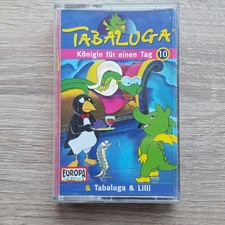 TABALUGA
Königin für einen Tag 10
EUROPA
& Tabaluga & Lilli